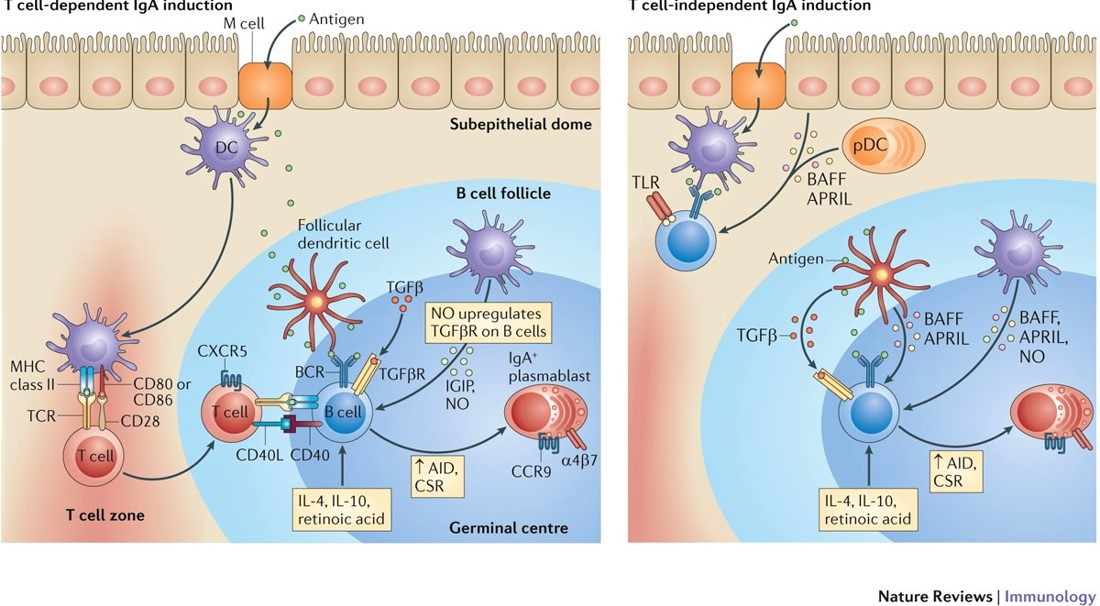 T cell-dependent IgA induction
M cell
Antigen
DC
Subepithelial dome
B cell follicle
Follicular
dendritic cell
TGFβ
NO upregulates
TGFβR on B cells
MHC
class II
CD80 or
CD86
TCR
CD28
T cell
CXCR5
BCR
TGFβR
IGIP,
NO
IgA⁺
plasmablast
T cell
B cell
CD40L
CD40
↑ AID,
CSR
CCR9
α4β7
IL-4, IL-10,
retinoic acid
T cell zone
Germinal centre
T cell-independent IgA induction
pDC
TLR
BAFF
APRIL
Antigen
TGFβ
BAFF
APRIL
BAFF,
APRIL,
NO
↑ AID,
CSR
IL-4, IL-10,
retinoic acid
Nature Reviews | Immunology